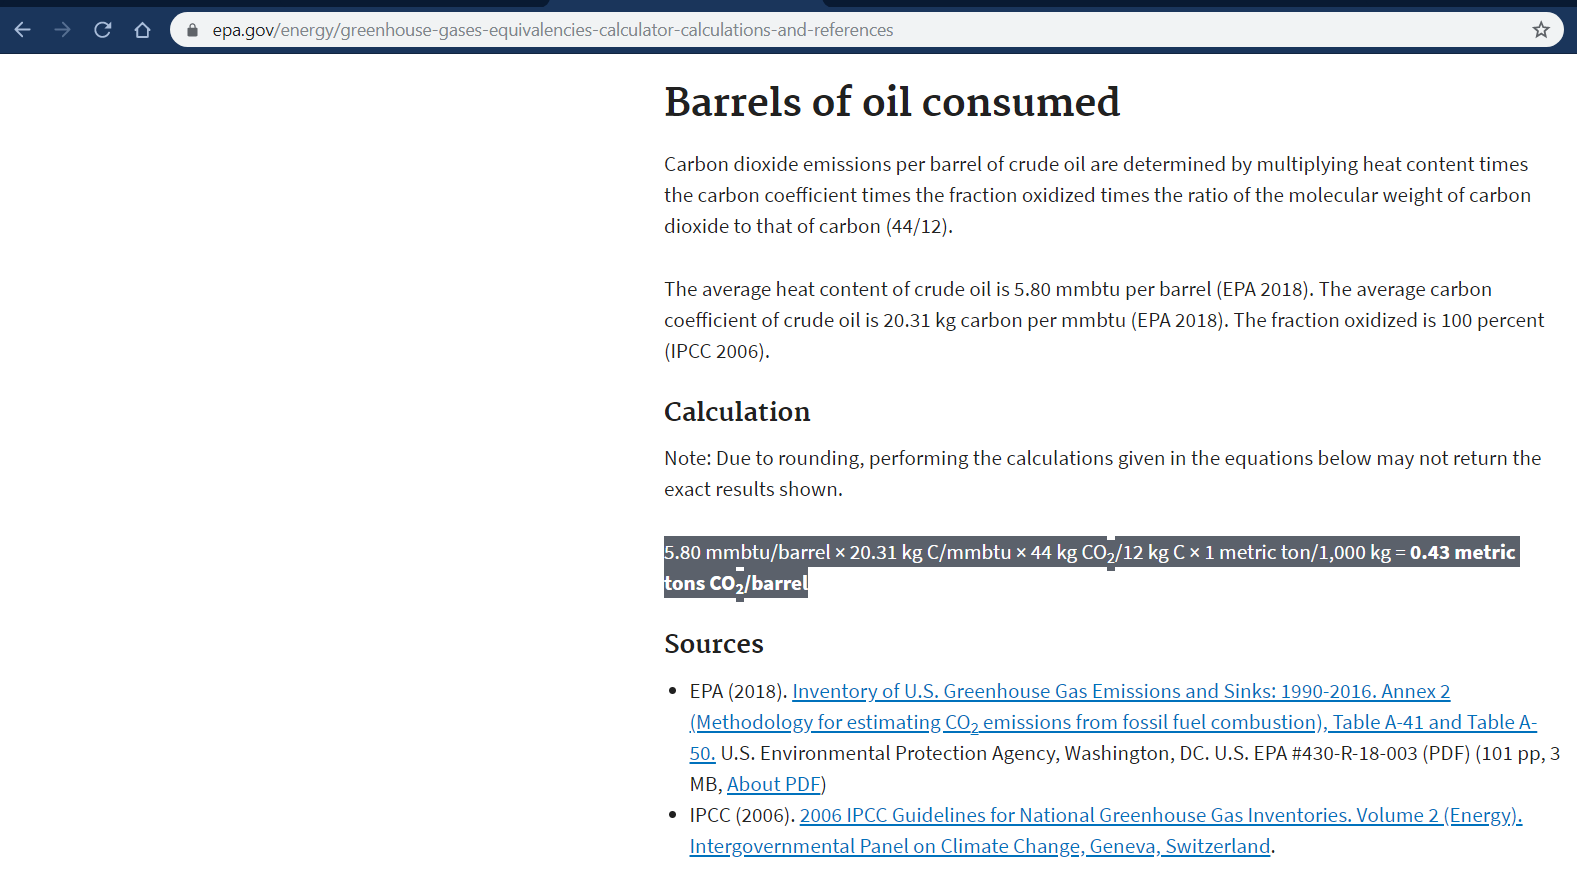 epa.gov/energy/greenhouse-gases-equivalencies-calculator-calculations-and-references
Barrels of oil consumed
Carbon dioxide emissions per barrel of crude oil are determined by multiplying heat content times
the carbon coefficient times the fraction oxidized times the ratio of the molecular weight of carbon
dioxide to that of carbon (44/12).
The average heat content of crude oil is 5.80 mmbtu per barrel (EPA 2018). The average carbon
coefficient of crude oil is 20.31 kg carbon per mmbtu (EPA 2018). The fraction oxidized is 100 percent
(IPCC 2006).
Calculation
Note: Due to rounding, performing the calculations given in the equations below may not return the
exact results shown.
5.80 mmbtu/barrel × 20.31 kg C/mmbtu × 44 kg CO₂/12 kg C × 1 metric ton/1,000 kg = 0.43 metric
tons CO₂/barrel
Sources
• EPA (2018). Inventory of U.S. Greenhouse Gas Emissions and Sinks: 1990-2016. Annex 2
(Methodology for estimating CO₂ emissions from fossil fuel combustion), Table A-41 and Table A-
50. U.S. Environmental Protection Agency, Washington, DC. U.S. EPA #430-R-18-003 (PDF) (101 pp, 3
MB, About PDF)
• IPCC (2006). 2006 IPCC Guidelines for National Greenhouse Gas Inventories. Volume 2 (Energy).
Intergovernmental Panel on Climate Change, Geneva, Switzerland.